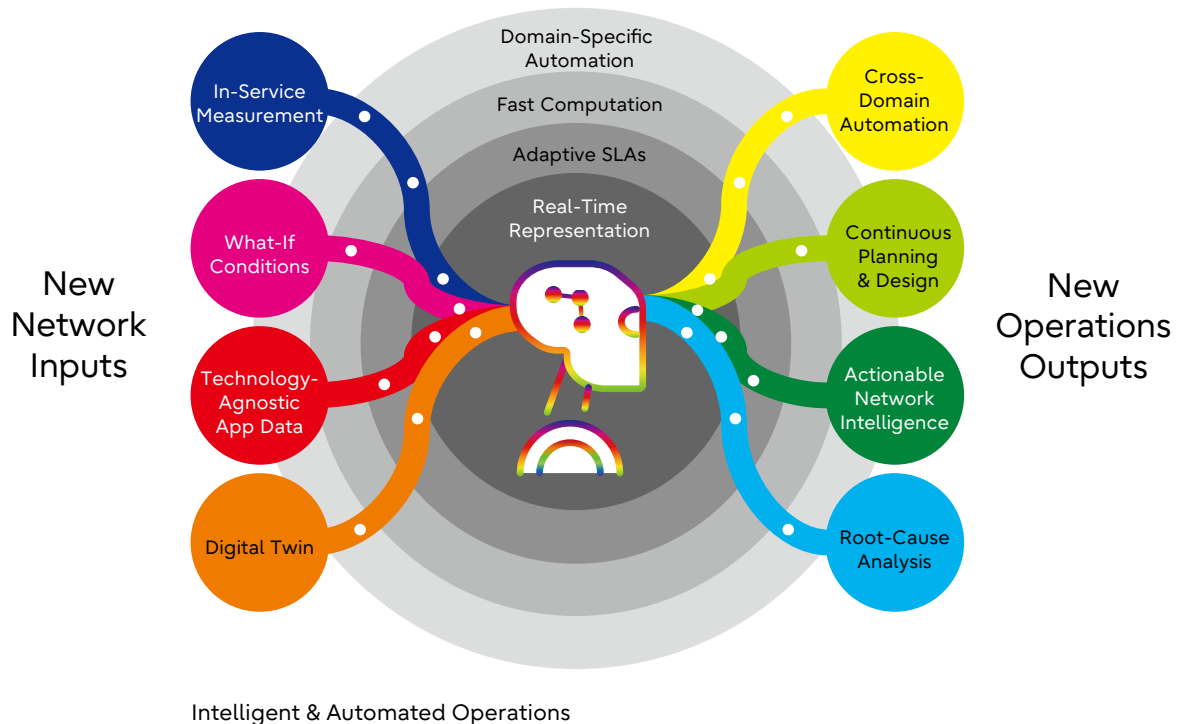 Domain-Specific
Automation
Fast Computation
Adaptive SLAs
Real-Time
Representation
New
Network
Inputs
In-Service
Measurement
What-If
Conditions
Technology-
Agnostic
App Data
Digital Twin
Cross-
Domain
Automation
Continuous
Planning
& Design
Actionable
Network
Intelligence
Root-Cause
Analysis
New
Operations
Outputs
Intelligent & Automated Operations